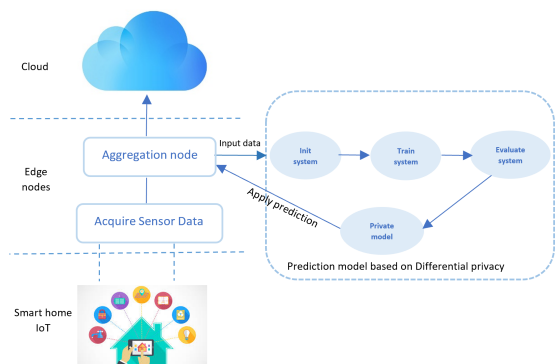 Cloud
Edge
nodes
Smart home
IoT
Aggregation node
Acquire Sensor Data
Input data
Apply prediction
Init
system
Train
system
Evaluate
system
Private
model
Prediction model based on Differential privacy